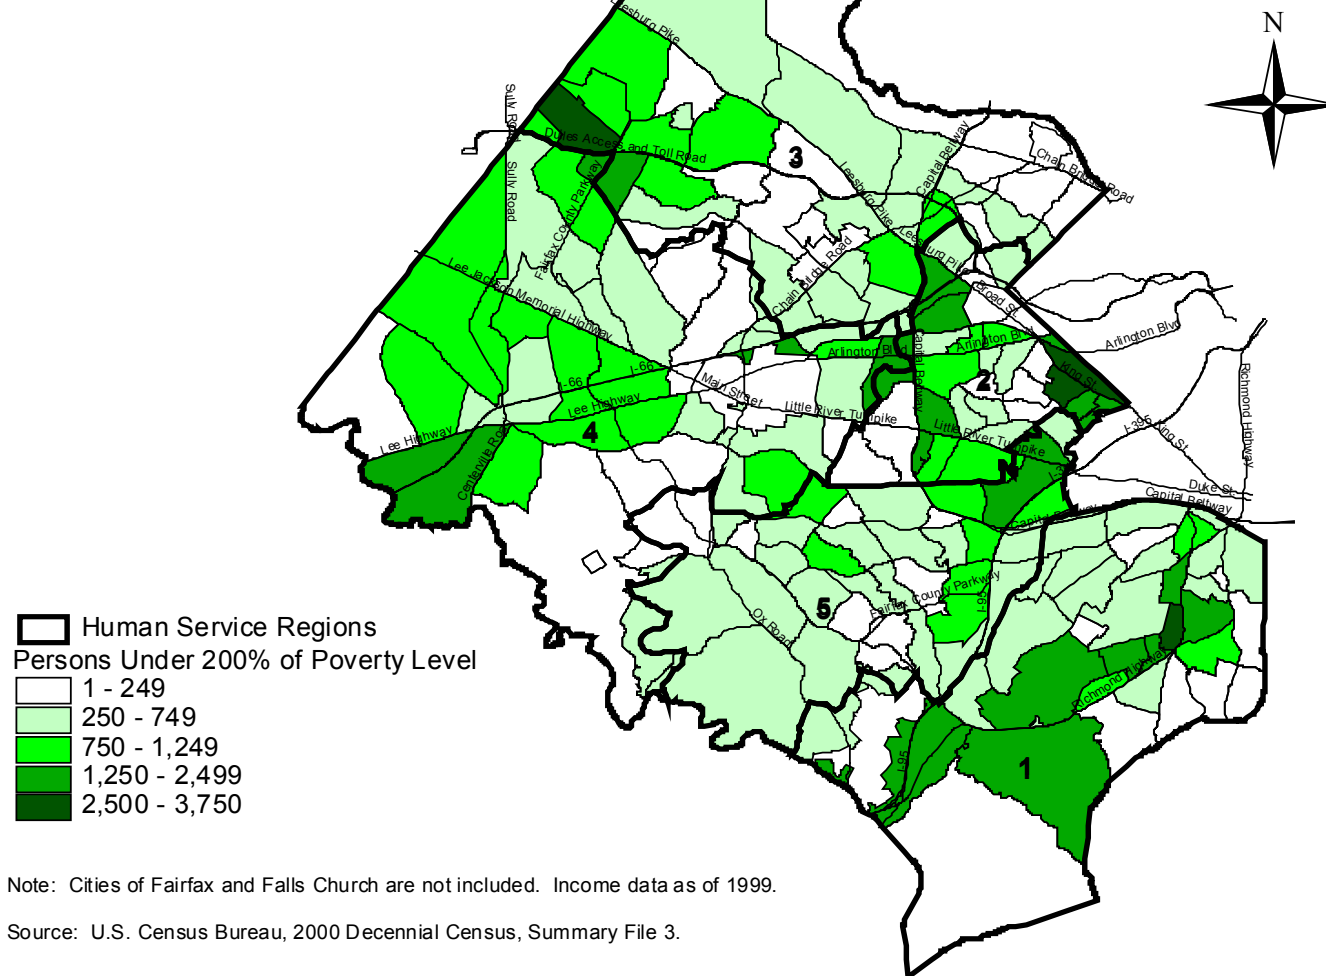 N
Leesburg Pike
Sully Road
Dulles Access and Toll Road
3
Capital Beltway
Chain Bridge Road
Sully Road
Fairfax County Parkway
Leesburg Pike
Leesburg Pike
Lee Jackson Memorial Highway
Chain Bridge Road
Broad St.
Arlington Blvd
Arlington Blvd
Arlington Blvd
Capital Beltway
I-66
I-66
King St.
2
Main Street
Richmond Highway
Lee Highway
Little River Turnpike
Little River Turnpike
I-395
King St.
4
Lee Highway
Centerville Road
Duke St.
Capital Beltway
Capital Beltway
Fairfax County Parkway
I-95
5
Ox Road
Richmond Highway
1
I-95
Human Service Regions
Persons Under 200% of Poverty Level
1 - 249
250 - 749
750 - 1,249
1,250 - 2,499
2,500 - 3,750
Note: Cities of Fairfax and Falls Church are not included. Income data as of 1999.
Source: U.S. Census Bureau, 2000 Decennial Census, Summary File 3.